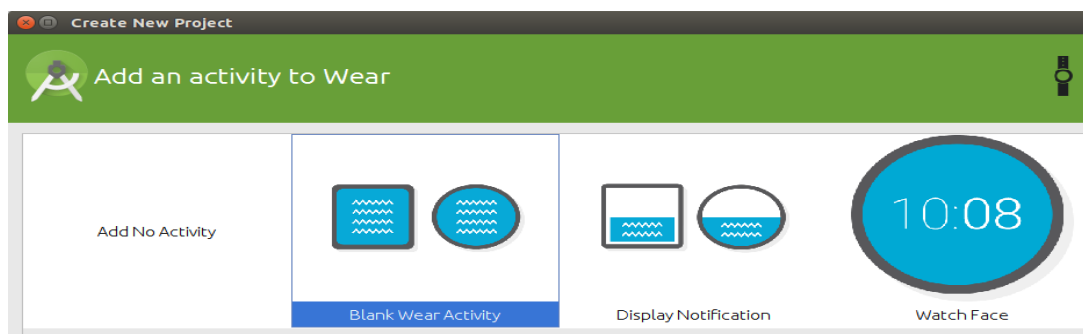 Create New Project
Add an activity to Wear
10:08
Add No Activity
Blank Wear Activity
Display Notification
Watch Face